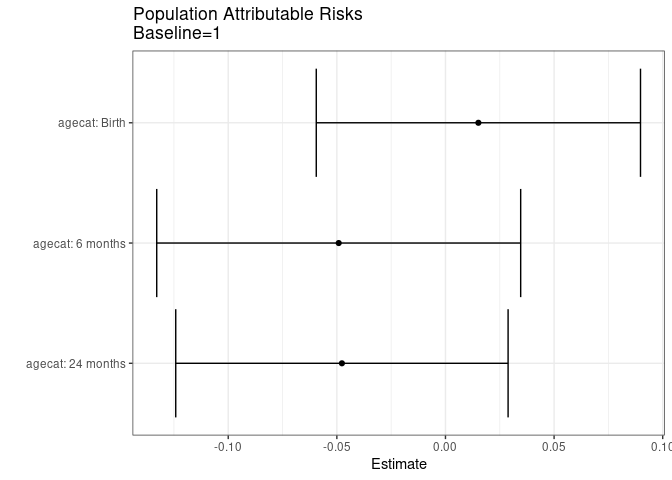 Population Attributable Risks
Baseline=1
agecat: Birth
agecat: 6 months
agecat: 24 months
-0.10 -0.05 0.00 0.05 0.10
Estimate